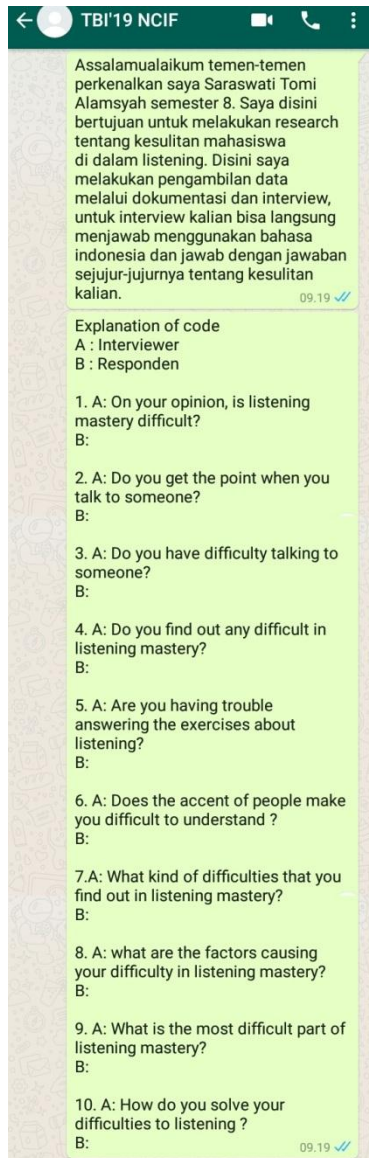 TBI'19 NCIF
Assalamualaikum temen-temen
perkenalkan saya Saraswati Tomi
Alamsyah semester 8. Saya disini
bertujuan untuk melakukan research
tentang kesulitan mahasiswa
di dalam listening. Disini saya
melakukan pengambilan data
melalui dokumentasi dan interview,
untuk interview kalian bisa langsung
menjawab menggunakan bahasa
indonesia dan jawab dengan jawaban
sejujur-jujurnya tentang kesulitan
kalian.
09.19
Explanation of code
A : Interviewer
B : Responden
1. A: On your opinion, is listening
mastery difficult?
B:
2. A: Do you get the point when you
talk to someone?
B:
3. A: Do you have difficulty talking to
someone?
B:
4. A: Do you find out any difficult in
listening mastery?
B:
5. A: Are you having trouble
answering the exercises about
listening?
B:
6. A: Does the accent of people make
you difficult to understand ?
B:
7.A: What kind of difficulties that you
find out in listening mastery?
B:
8. A: what are the factors causing
your difficulty in listening mastery?
B:
9. A: What is the most difficult part of
listening mastery?
B:
10. A: How do you solve your
difficulties to listening ?
B:
09.19